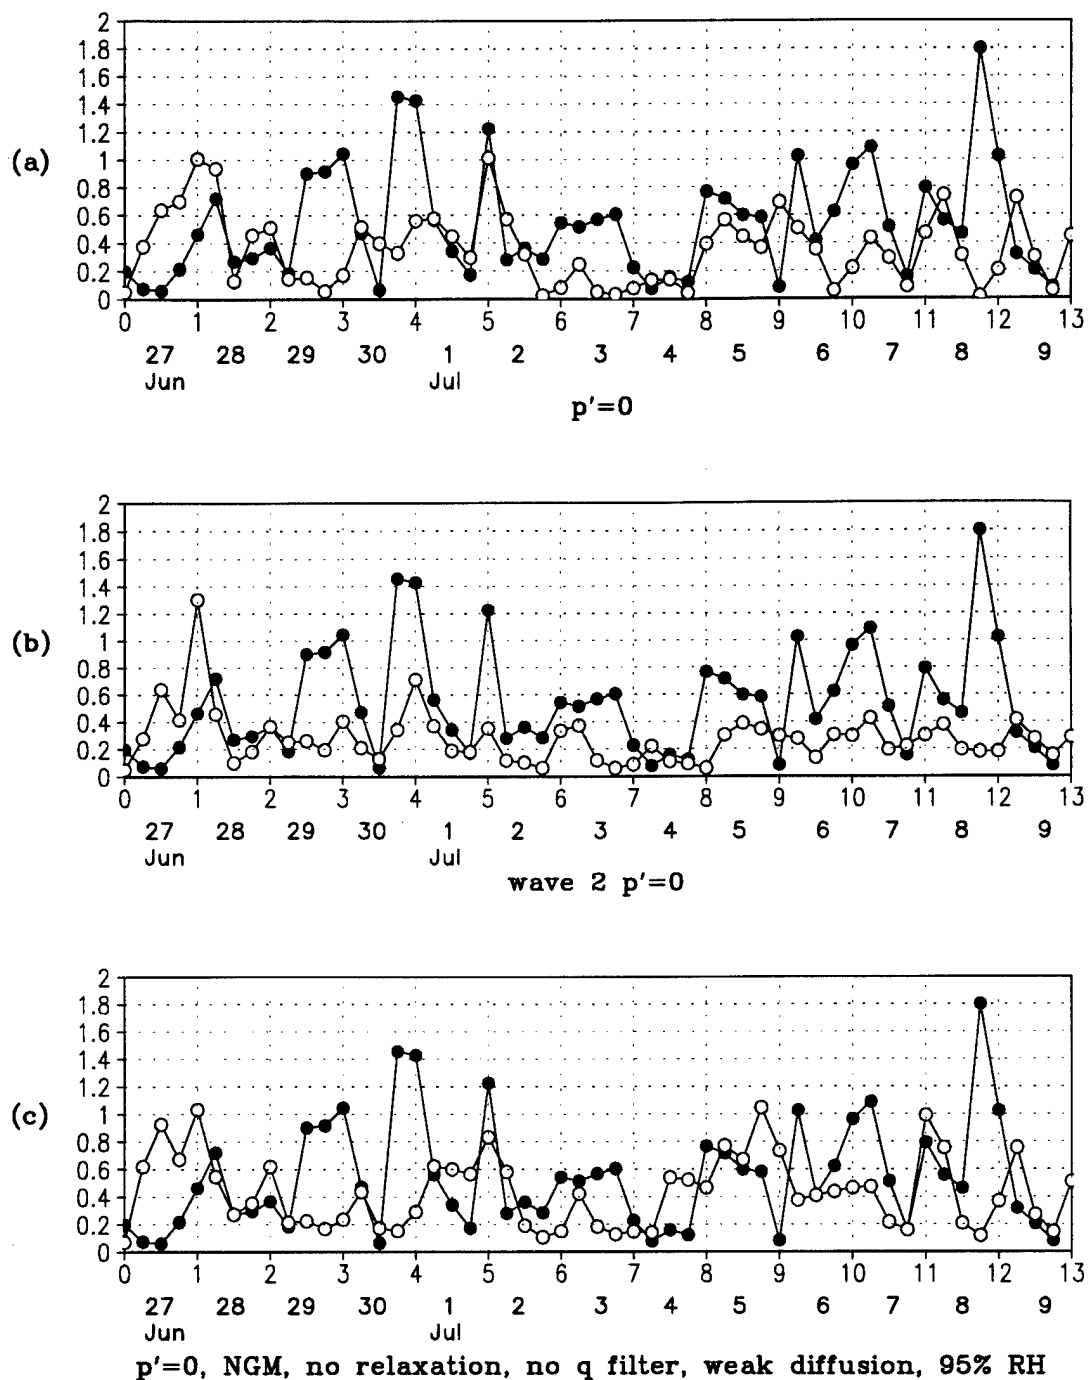 2
1.8
1.6
1.4
1.2
1
0.8
0.6
0.4
0.2
0
(a)
0 1 2 3 4 5 6 7 8 9 10 11 12 13
27 28 29 30 1 2 3 4 5 6 7 8 9
Jun Jul
p'=0
2
1.8
1.6
1.4
1.2
1
0.8
0.6
0.4
0.2
0
(b)
0 1 2 3 4 5 6 7 8 9 10 11 12 13
27 28 29 30 1 2 3 4 5 6 7 8 9
Jun Jul
wave 2 p'=0
2
1.8
1.6
1.4
1.2
1
0.8
0.6
0.4
0.2
0
(c)
0 1 2 3 4 5 6 7 8 9 10 11 12 13
27 28 29 30 1 2 3 4 5 6 7 8 9
Jun Jul
p'=0, NGM, no relaxation, no q filter, weak diffusion, 95% RH